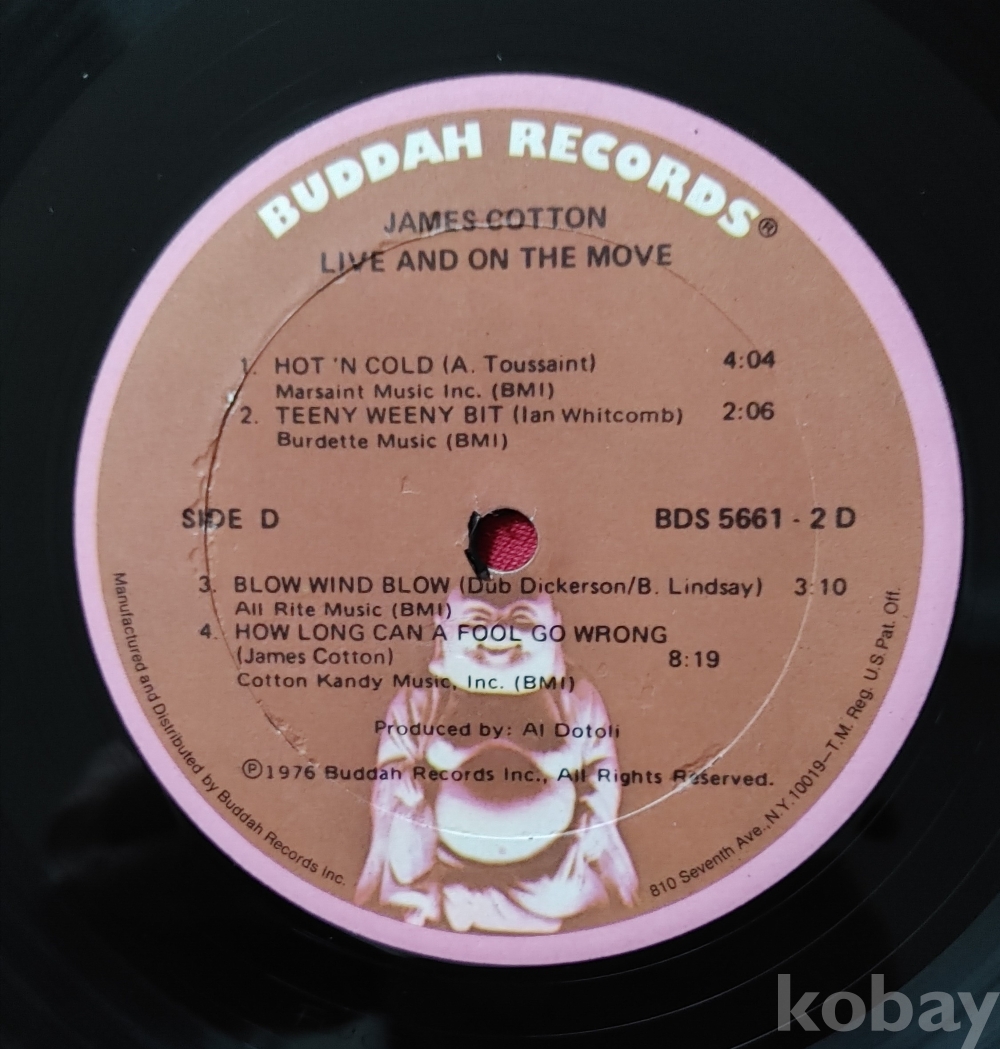 BUDDAH RECORDS®
JAMES COTTON
LIVE AND ON THE MOVE
1. HOT 'N COLD (A. Toussaint) 4:04
Marsaint Music Inc. (BMI)
2. TEENY WEENY BIT (Ian Whitcomb) 2:06
Burdette Music (BMI)
SIDE D BDS 5661 - 2 D
3. BLOW WIND BLOW (Dub Dickerson/B. Lindsay) 3:10
All Rite Music (BMI)
4. HOW LONG CAN A FOOL GO WRONG
(James Cotton) 8:19
Cotton Kandy Music, Inc. (BMI)
Produced by: Al Dotoli
℗1976 Buddah Records Inc., All Rights Reserved.
Manufactured and Distributed by Buddah Records Inc.
810 Seventh Ave., N.Y. 10019—T.M. Reg. U.S. Pat. Off.
kobay